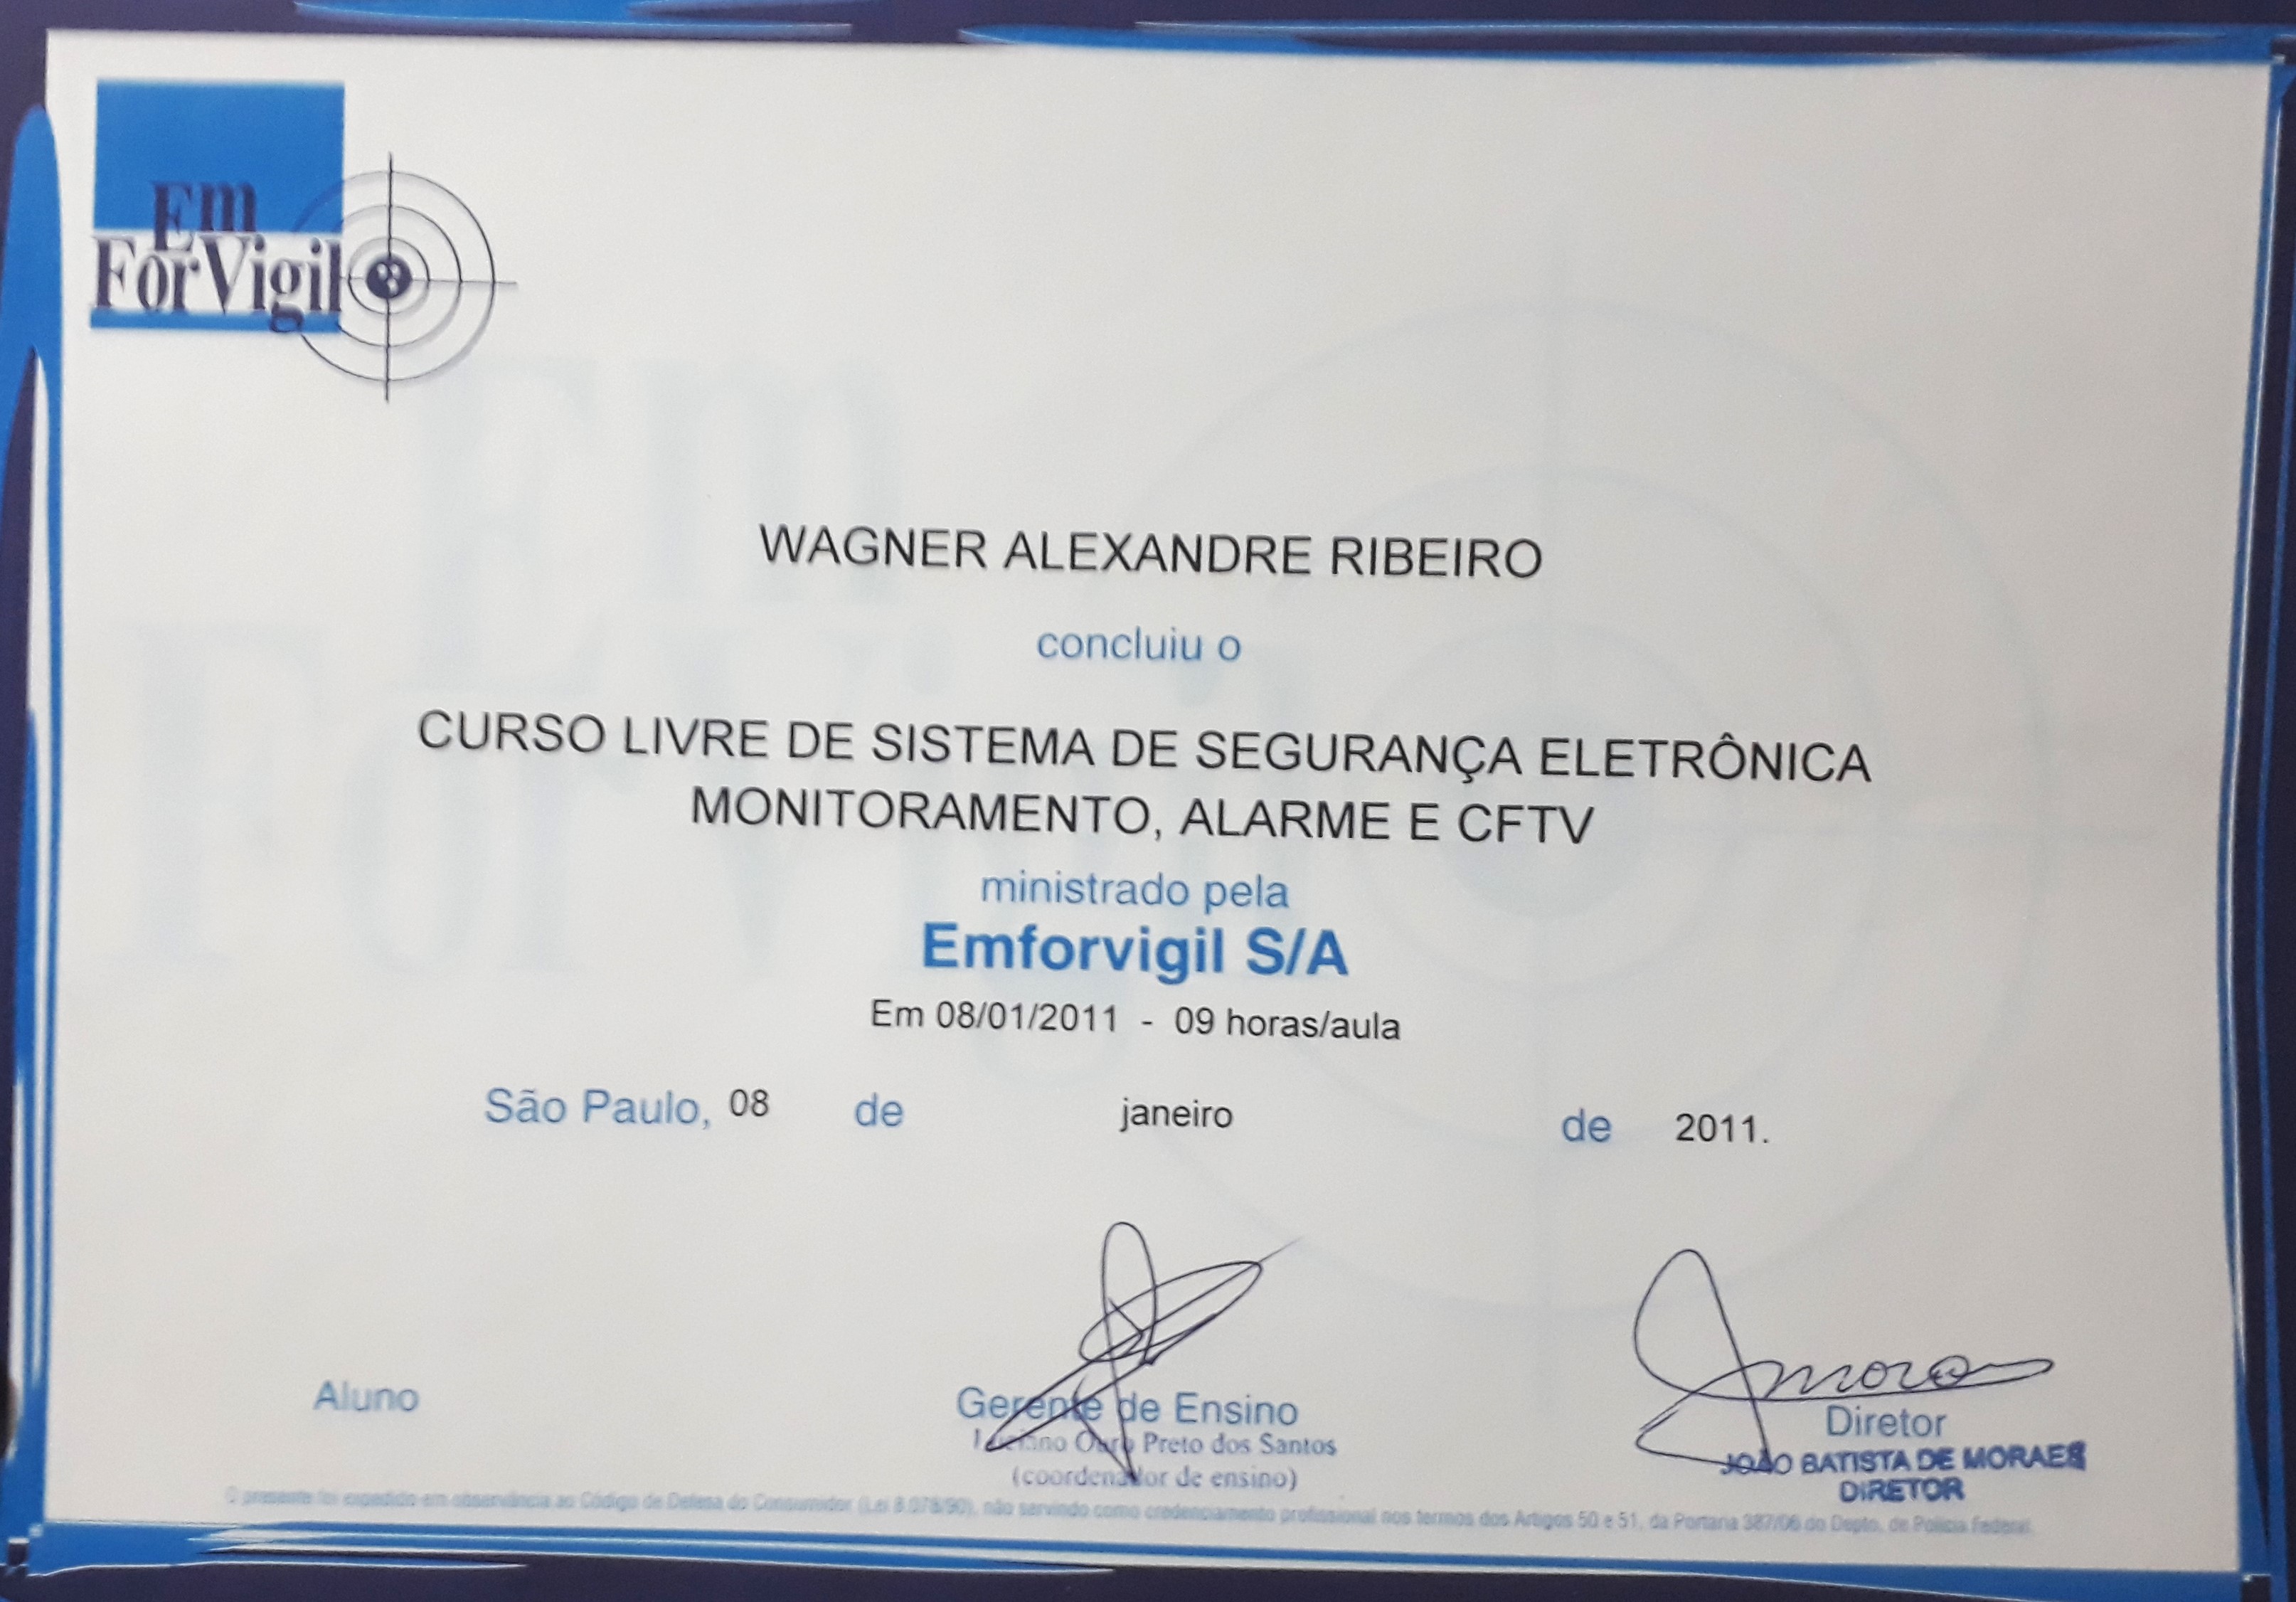 Em
ForVigil
WAGNER ALEXANDRE RIBEIRO
concluiu o
CURSO LIVRE DE SISTEMA DE SEGURANÇA ELETRÔNICA
MONITORAMENTO, ALARME E CFTV
ministrado pela
Emforvigil S/A
Em 08/01/2011 - 09 horas/aula
São Paulo, 08 de janeiro de 2011.
Aluno
Gerente de Ensino
Luciano Ouro Preto dos Santos
(coordenador de ensino)
Diretor
JOÃO BATISTA DE MORAES
DIRETOR
O presente foi expedido em observância ao Código de Defesa do Consumidor (Lei 8.078/90), não servindo como credenciamento profissional nos termos dos Artigos 50 e 51, da Portaria 387/06 do Depto. de Polícia Federal.